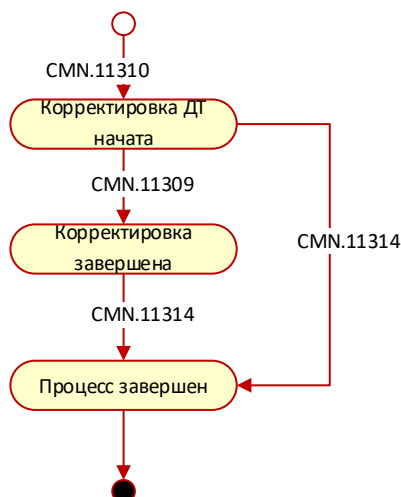 CMN.11310
Корректировка ДТ
начата
CMN.11309
Корректировка
завершена
CMN.11314
CMN.11314
Процесс завершен